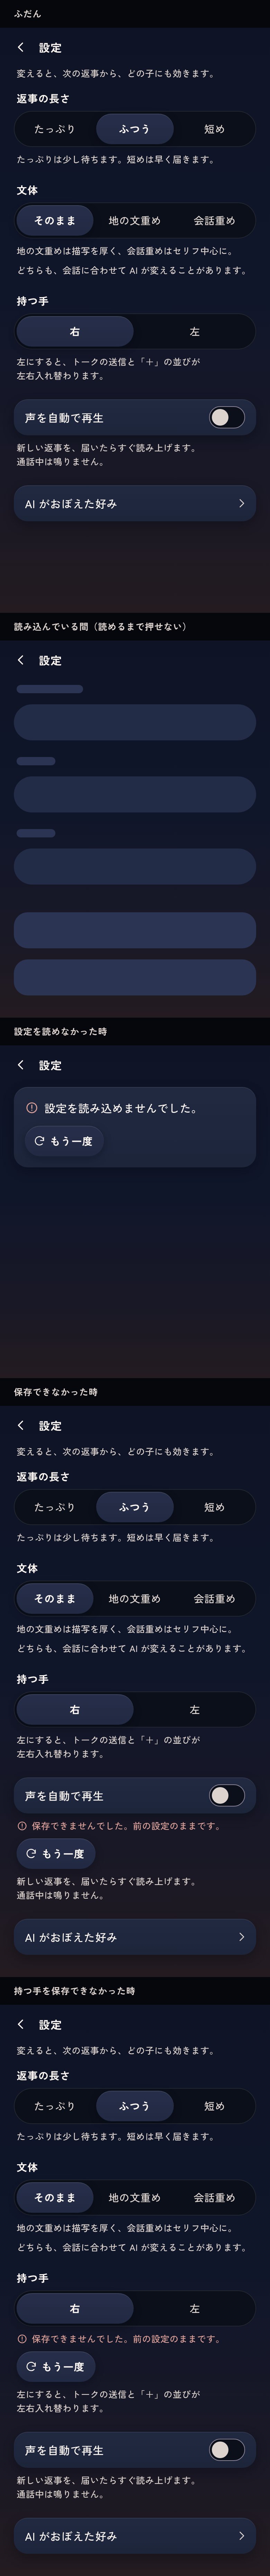 ふだん
設定
変えると、次の返事から、どの子にも効きます。
返事の長さ
たっぷり ふつう 短め
たっぷりは少し待ちます。短めは早く届きます。
文体
そのまま 地の文重め 会話重め
地の文重めは描写を厚く、会話重めはセリフ中心に。
どちらも、会話に合わせて AI が変えることがあります。
持つ手
右 左
左にすると、トークの送信と「＋」の並びが
左右入れ替わります。
声を自動で再生
新しい返事を、届いたらすぐ読み上げます。
通話中は鳴りません。
AI がおぼえた好み
読み込んでいる間（読めるまで押せない）
設定
設定を読めなかった時
設定
設定を読み込めませんでした。
もう一度
保存できなかった時
設定
変えると、次の返事から、どの子にも効きます。
返事の長さ
たっぷり ふつう 短め
たっぷりは少し待ちます。短めは早く届きます。
文体
そのまま 地の文重め 会話重め
地の文重めは描写を厚く、会話重めはセリフ中心に。
どちらも、会話に合わせて AI が変えることがあります。
持つ手
右 左
左にすると、トークの送信と「＋」の並びが
左右入れ替わります。
声を自動で再生
保存できませんでした。前の設定のままです。
もう一度
新しい返事を、届いたらすぐ読み上げます。
通話中は鳴りません。
AI がおぼえた好み
持つ手を保存できなかった時
設定
変えると、次の返事から、どの子にも効きます。
返事の長さ
たっぷり ふつう 短め
たっぷりは少し待ちます。短めは早く届きます。
文体
そのまま 地の文重め 会話重め
地の文重めは描写を厚く、会話重めはセリフ中心に。
どちらも、会話に合わせて AI が変えることがあります。
持つ手
右 左
保存できませんでした。前の設定のままです。
もう一度
左にすると、トークの送信と「＋」の並びが
左右入れ替わります。
声を自動で再生
新しい返事を、届いたらすぐ読み上げます。
通話中は鳴りません。
AI がおぼえた好み